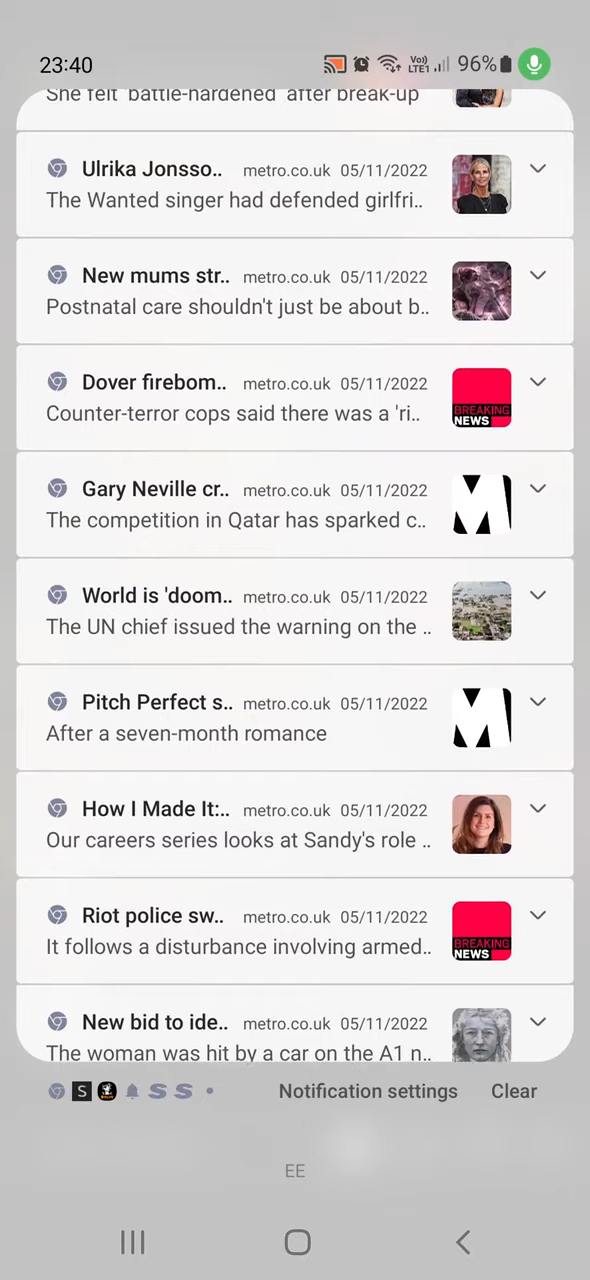 23:40 Vo) LTE1 96%
She felt 'battle-hardened' after break-up
Ulrika Jonsso.. metro.co.uk 05/11/2022
The Wanted singer had defended girlfri..
New mums str.. metro.co.uk 05/11/2022
Postnatal care shouldn't just be about b..
Dover firebom.. metro.co.uk 05/11/2022
Counter-terror cops said there was a 'ri..
BREAKING
NEWS
Gary Neville cr.. metro.co.uk 05/11/2022
The competition in Qatar has sparked c..
M
World is 'doom.. metro.co.uk 05/11/2022
The UN chief issued the warning on the ..
Pitch Perfect s.. metro.co.uk 05/11/2022
After a seven-month romance
M
How I Made It:.. metro.co.uk 05/11/2022
Our careers series looks at Sandy's role ..
Riot police sw.. metro.co.uk 05/11/2022
It follows a disturbance involving armed..
BREAKING
NEWS
New bid to ide.. metro.co.uk 05/11/2022
The woman was hit by a car on the A1 n..
S S S Notification settings Clear
EE